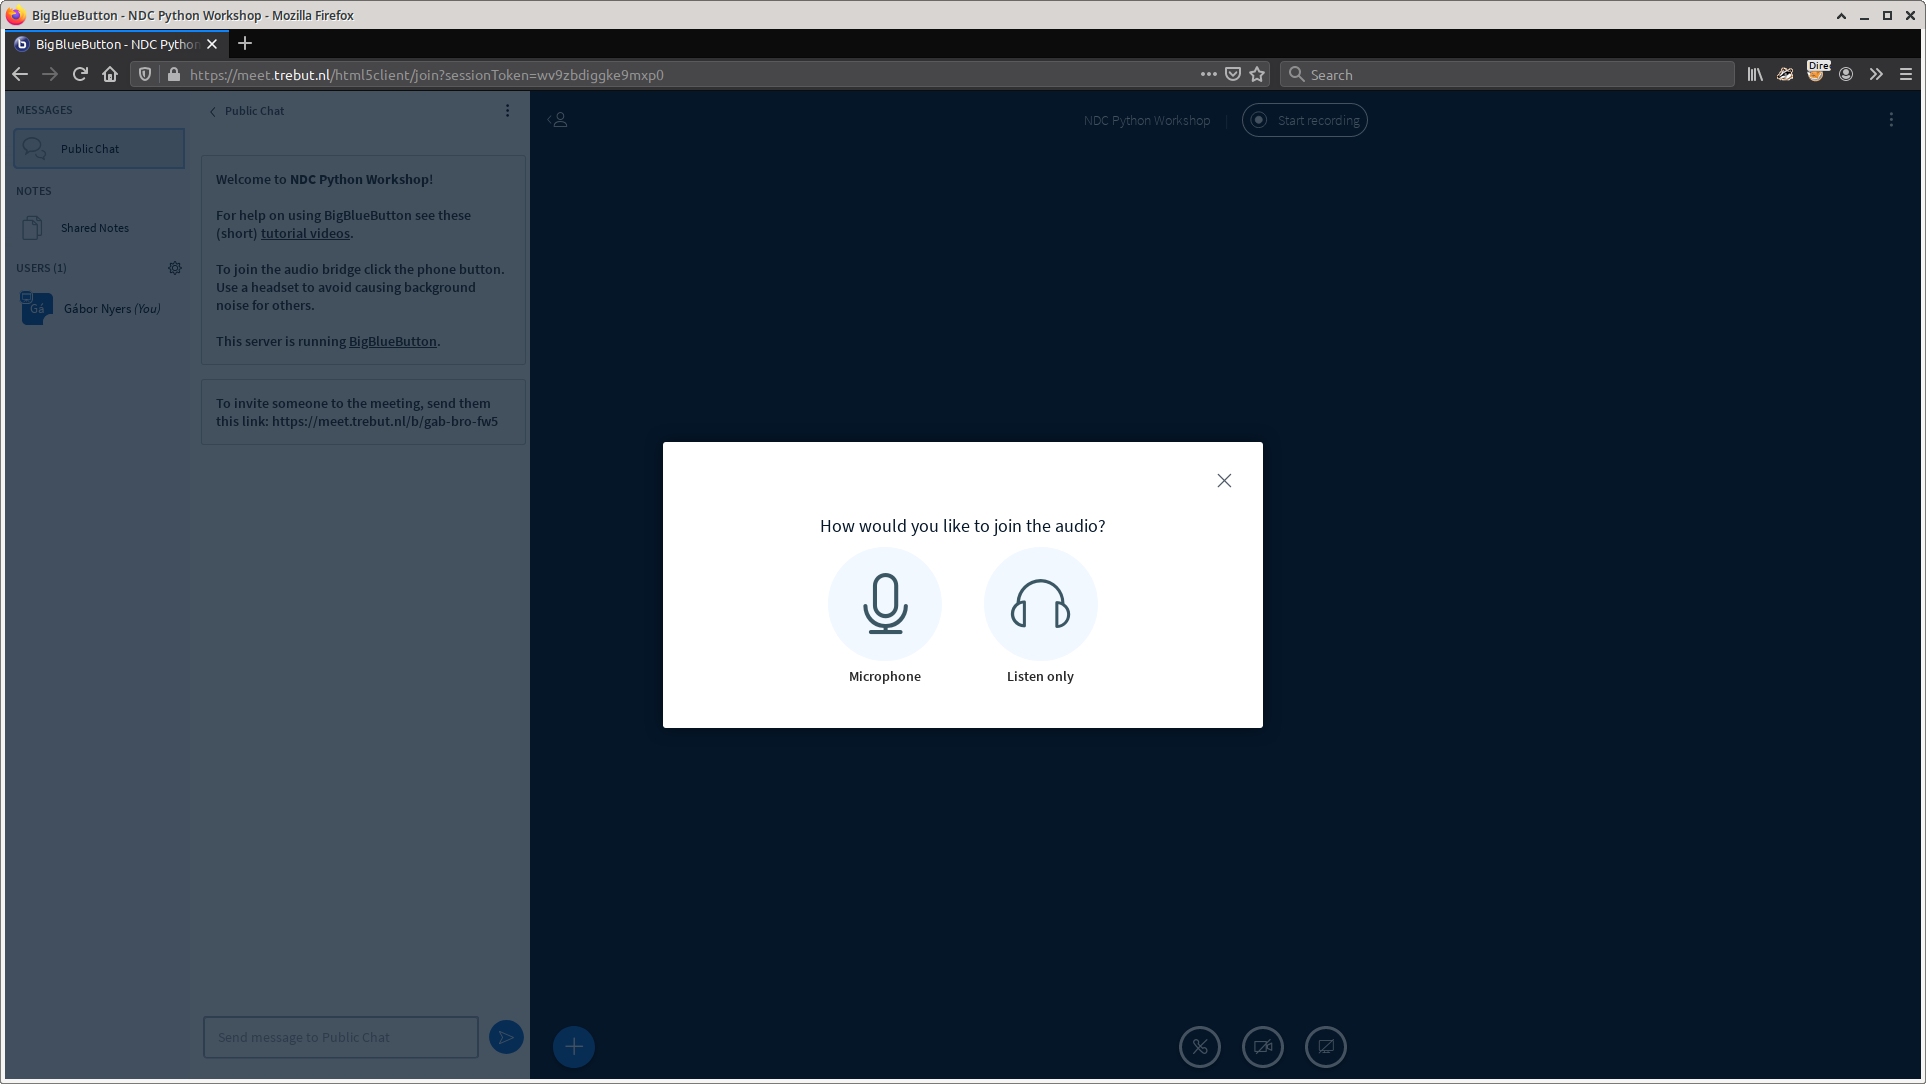 BigBlueButton - NDC Python Workshop - Mozilla Firefox
BigBlueButton - NDC Python
https://meet.trebut.nl/html5client/join?sessionToken=wv9zbdiggke9mxp0
Search
Dire
MESSAGES
Public Chat
NOTES
Shared Notes
USERS (1)
Gá
Gábor Nyers (You)
Public Chat
Welcome to NDC Python Workshop!
For help on using BigBlueButton see these
(short) tutorial videos.
To join the audio bridge click the phone button.
Use a headset to avoid causing background
noise for others.
This server is running BigBlueButton.
To invite someone to the meeting, send them
this link: https://meet.trebut.nl/b/gab-bro-fw5
Send message to Public Chat
NDC Python Workshop
Start recording
How would you like to join the audio?
Microphone
Listen only